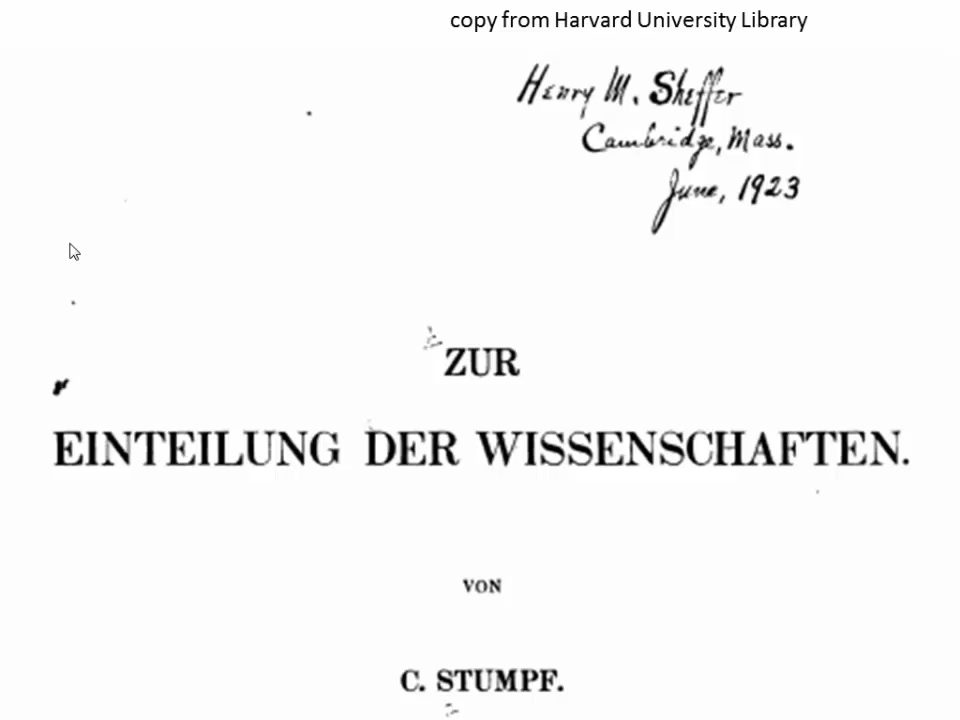 copy from Harvard University Library
Henry M. Sheffer
Cambridge, Mass.
June, 1923
ZUR
EINTEILUNG DER WISSENSCHAFTEN.
VON
C. STUMPF.